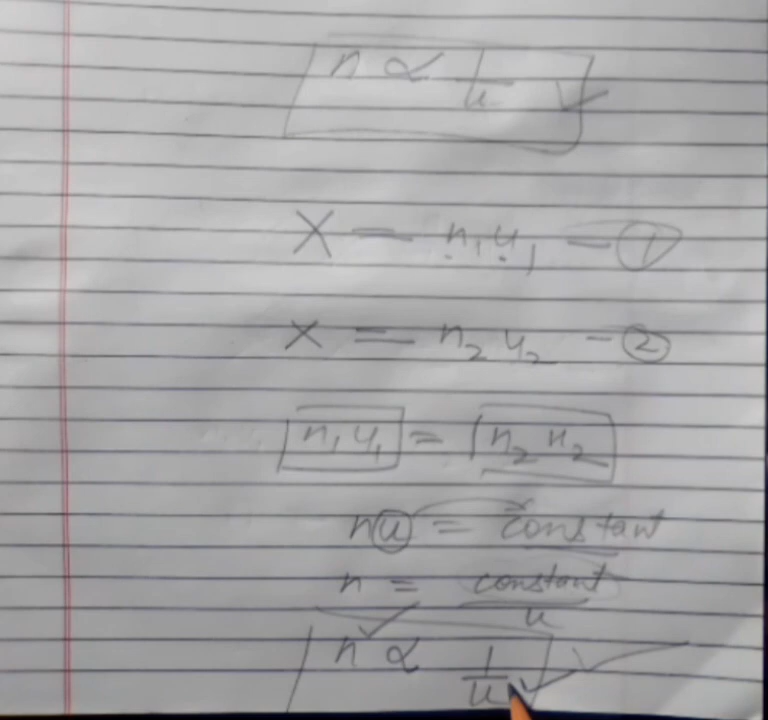 n ∝ 1/u ✓
X = n₁u₁ — ①
X = n₂u₂ — ②
n₁u₁ = n₂u₂
nu = constant
n = constant/u
n ∝ 1/u